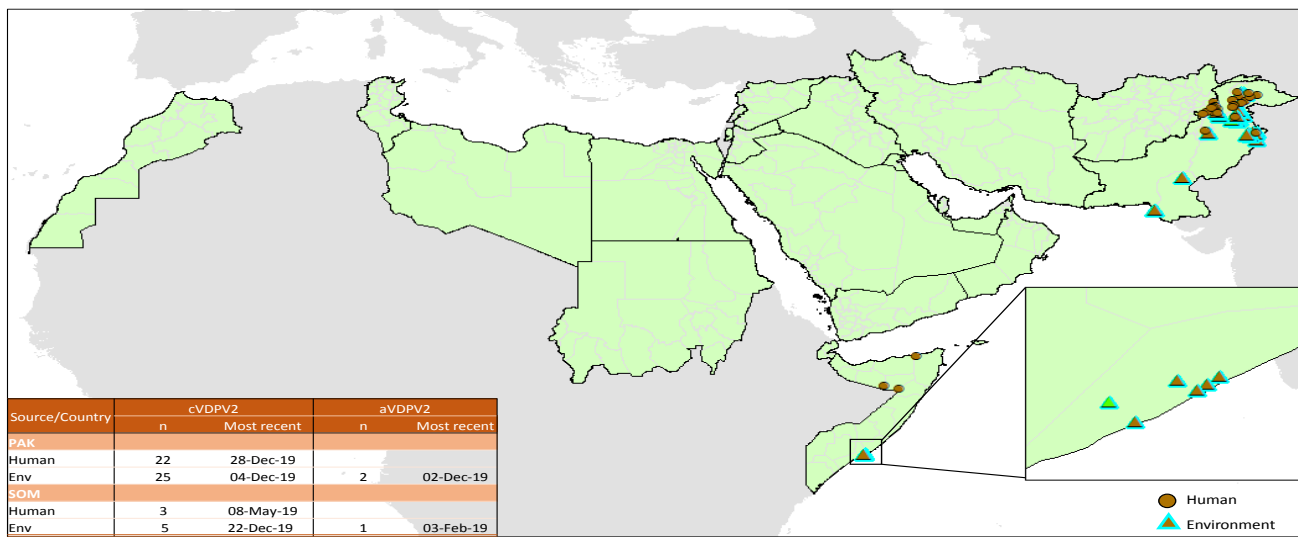 Source/Country cVDPV2 aVDPV2
n Most recent n Most recent
PAK
Human 22 28-Dec-19
Env 25 04-Dec-19 2 02-Dec-19
SOM
Human 3 08-May-19
Env 5 22-Dec-19 1 03-Feb-19
Human
Environment